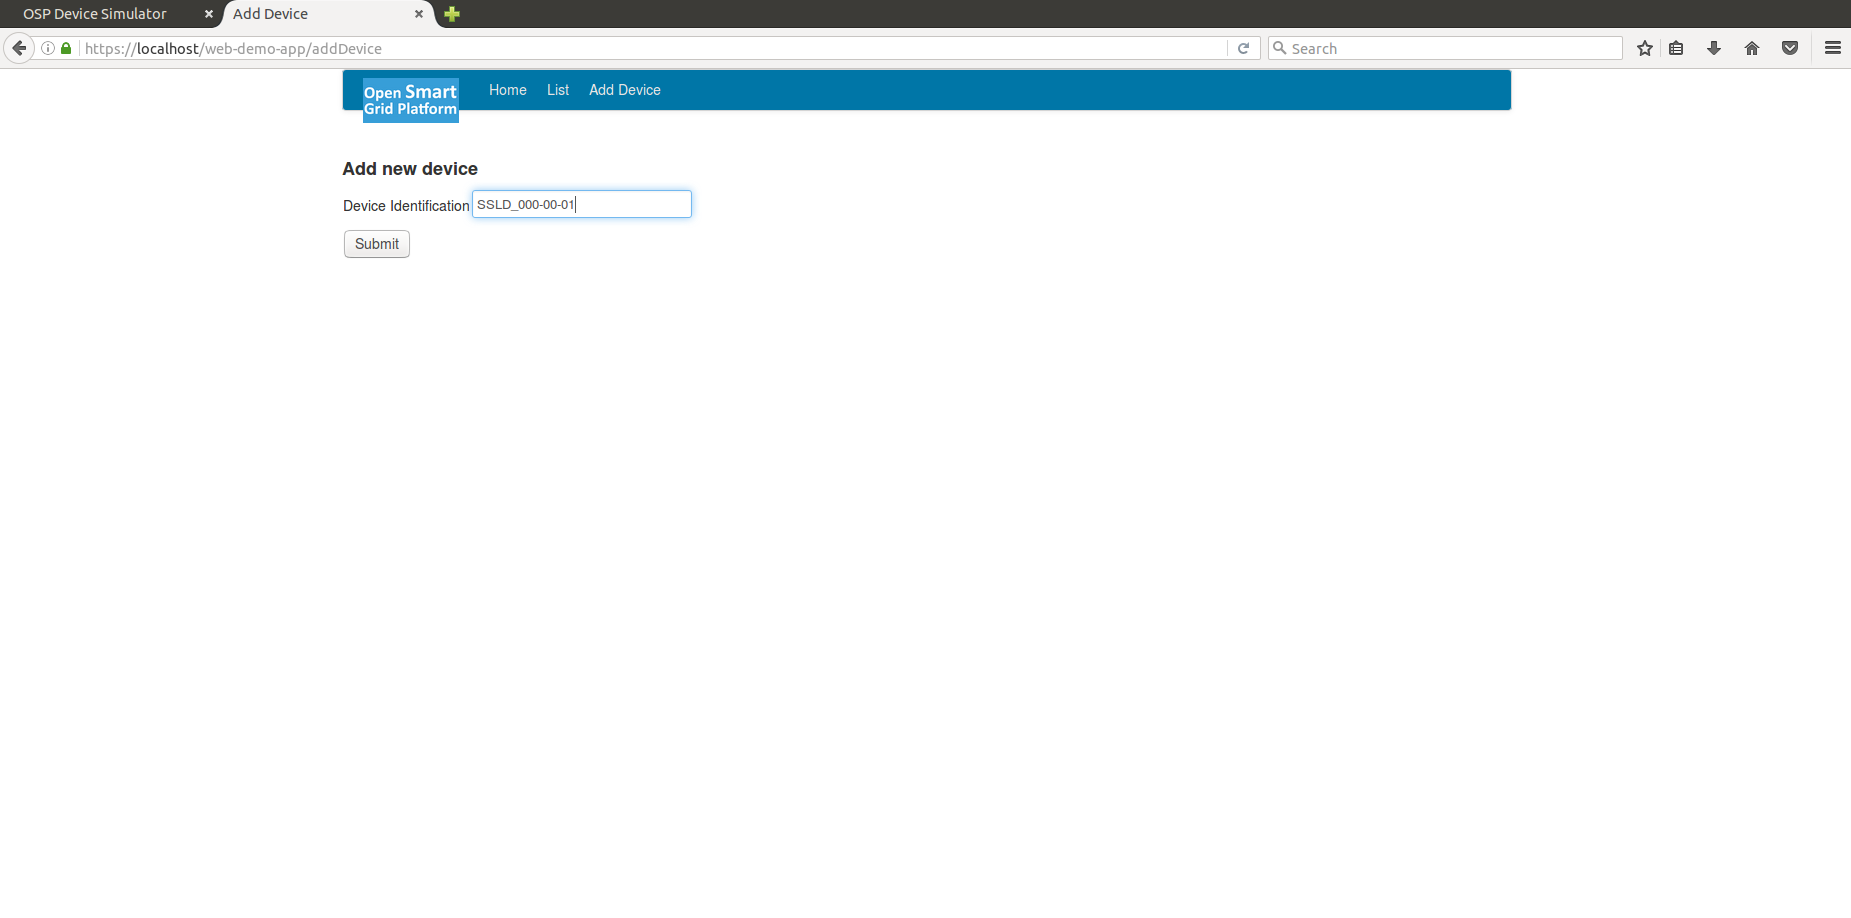 OSP Device Simulator
Add Device
https://localhost/web-demo-app/addDevice
Search
Open Smart
Grid Platform
Home
List
Add Device
Add new device
Device Identification
SSLD_000-00-01
Submit